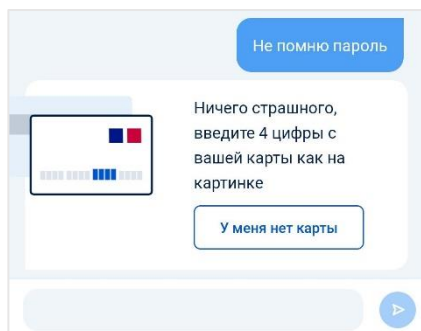 Не помню пароль
Ничего страшного,
введите 4 цифры с
вашей карты как на
картинке
У меня нет карты